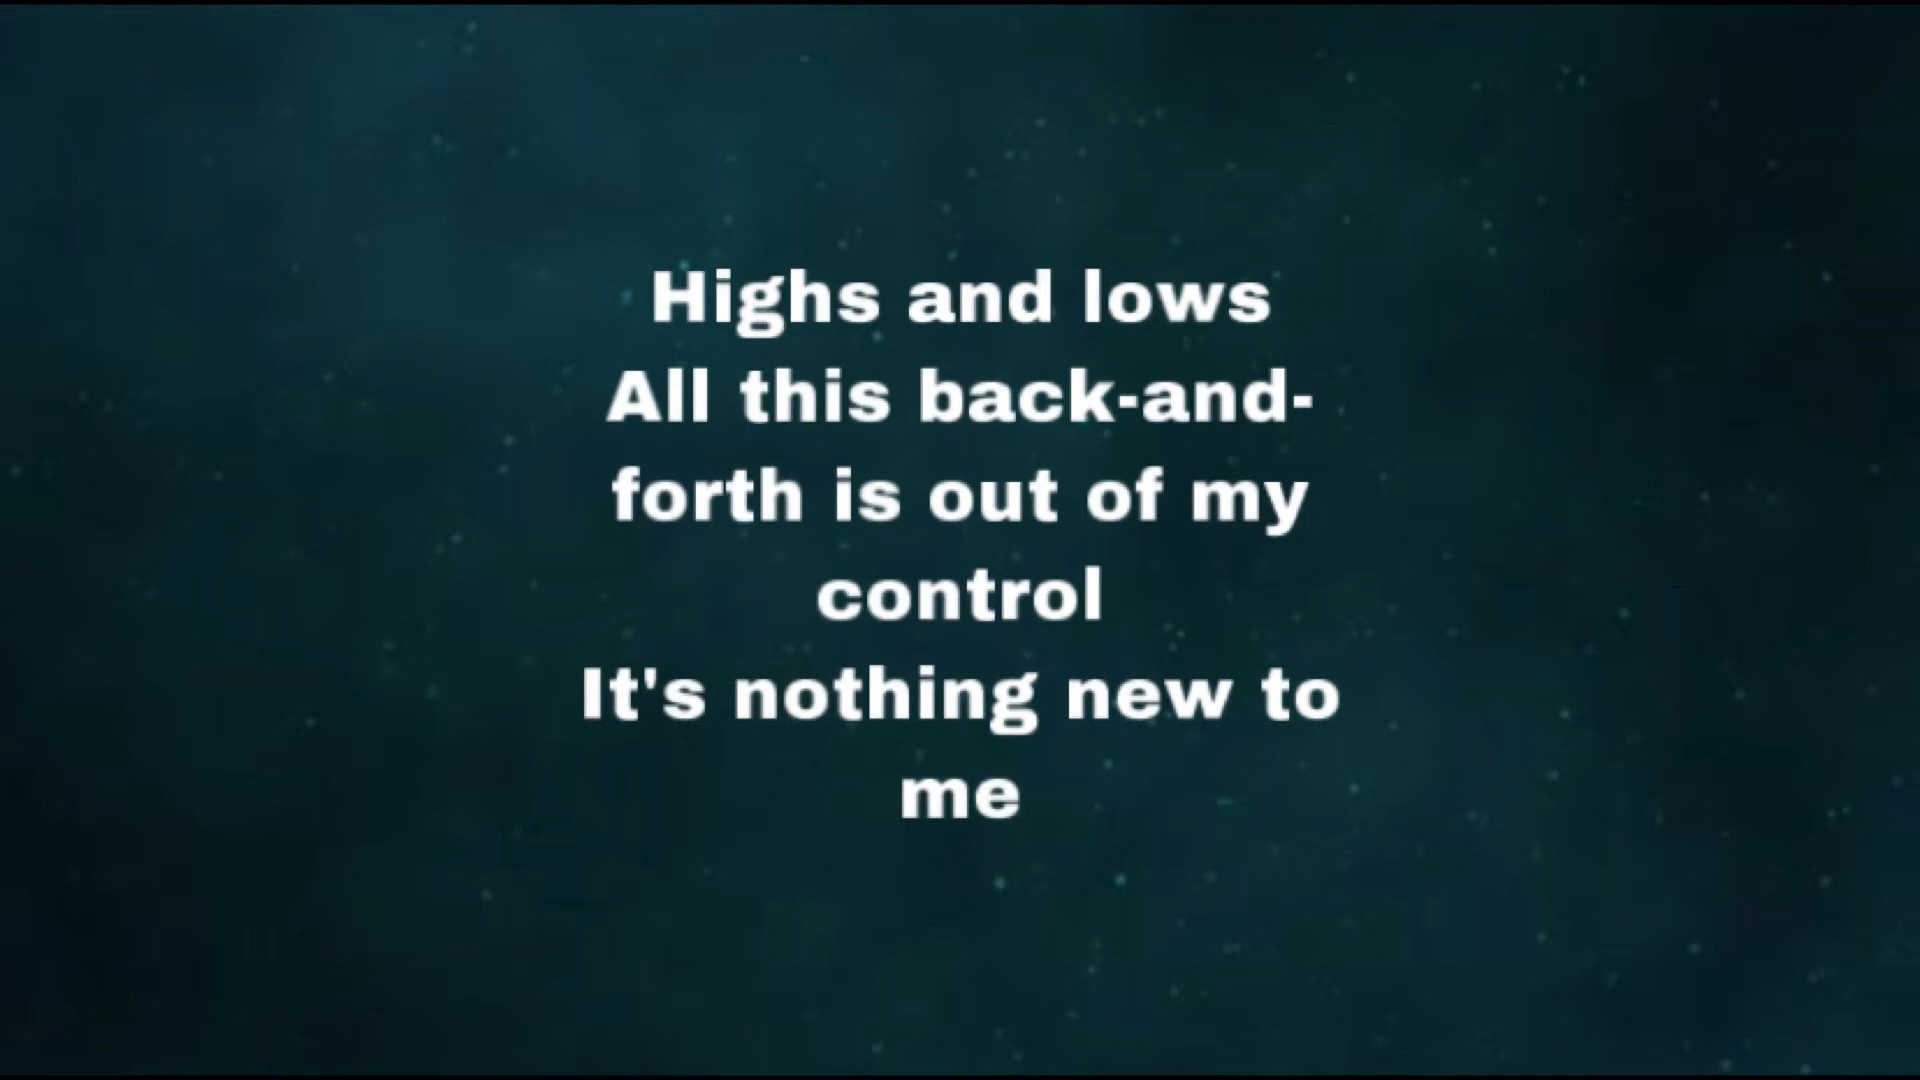 Highs and lows
All this back-and-
forth is out of my
control
It's nothing new to
me